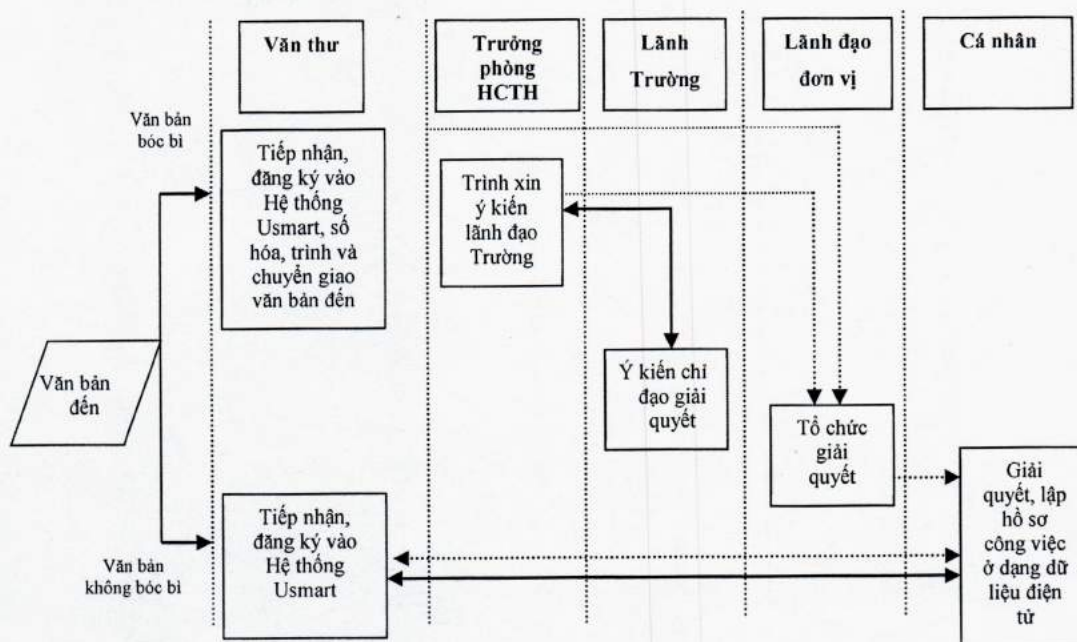 Văn thư
Trưởng
phòng
HCTH
Lãnh
Trường
Lãnh đạo
đơn vị
Cá nhân
Văn bản
bóc bì
Tiếp nhận,
đăng ký vào
Hệ thống
Usmart, số
hóa, trình và
chuyển giao
văn bản đến
Trình xin
ý kiến
lãnh đạo
Trường
Văn bản
đến
Ý kiến chỉ
đạo giải
quyết
Tổ chức
giải
quyết
Văn bản
không bóc bì
Tiếp nhận,
đăng ký vào
Hệ thống
Usmart
Giải
quyết, lập
hồ sơ
công việc
ở dạng dữ
liệu điện
tử